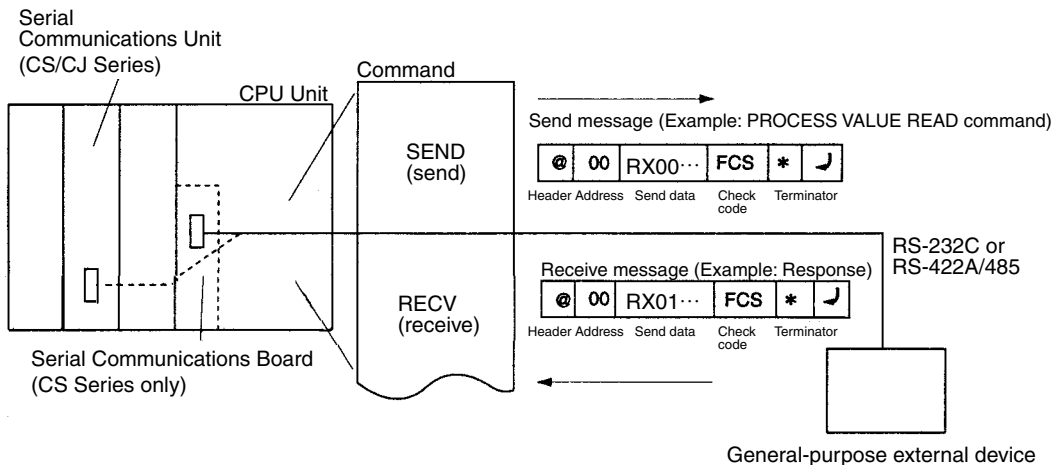 Serial
Communications Unit
(CS/CJ Series)
CPU Unit
Command
SEND
(send)
Send message (Example: PROCESS VALUE READ command)
@ 00 RX00··· FCS *
Header Address Send data Check code Terminator
RS-232C or
RS-422A/485
Receive message (Example: Response)
@ 00 RX01··· FCS *
Header Address Send data Check code Terminator
RECV
(receive)
Serial Communications Board
(CS Series only)
General-purpose external device